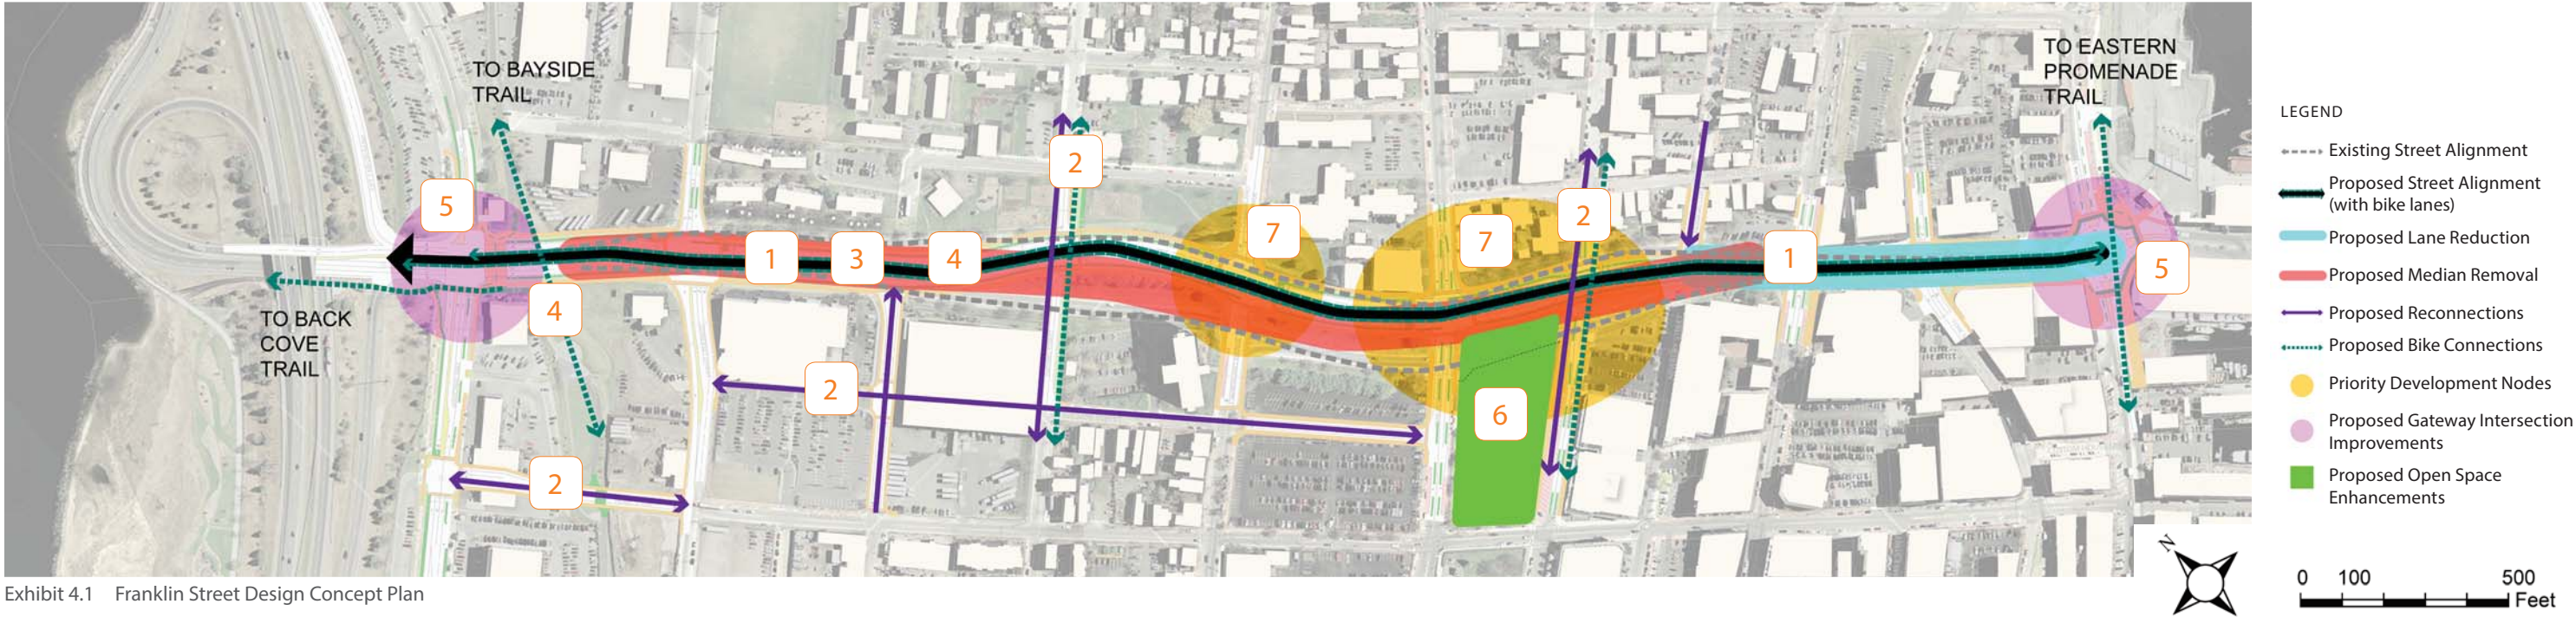 TO BAYSIDE
TRAIL
TO EASTERN
PROMENADE
TRAIL
TO BACK
COVE
TRAIL
5
4
1
3
4
2
7
7
2
1
5
2
6
2
LEGEND
Existing Street Alignment
Proposed Street Alignment
(with bike lanes)
Proposed Lane Reduction
Proposed Median Removal
Proposed Reconnections
Proposed Bike Connections
Priority Development Nodes
Proposed Gateway Intersection
Improvements
Proposed Open Space
Enhancements
N
0 100 500
Feet
Exhibit 4.1 Franklin Street Design Concept Plan